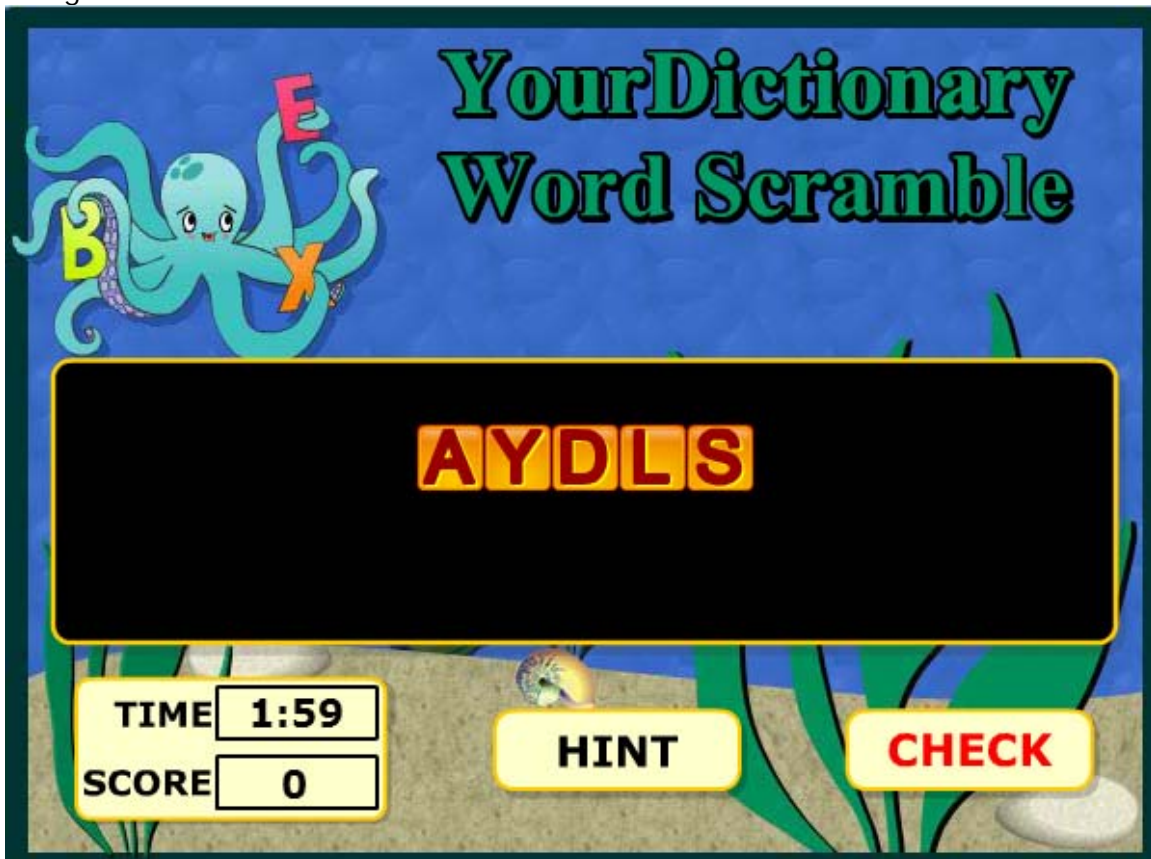 YourDictionary
Word Scramble
E
B
X
AYDLS
TIME 1:59
SCORE 0
HINT
CHECK